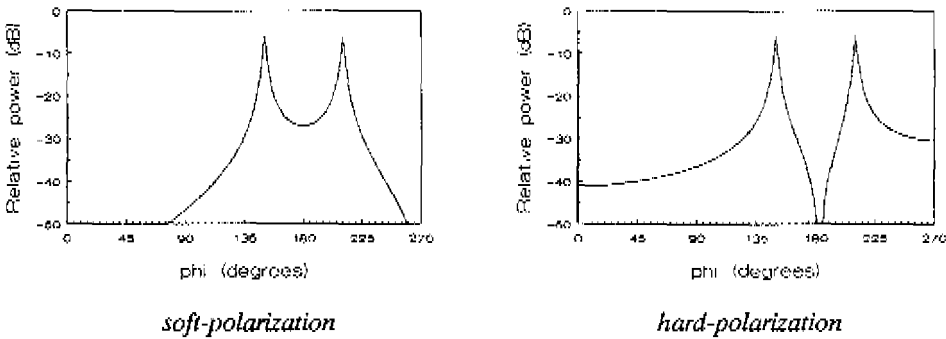 0
-10
-20
-30
-40
-50
Relative power (dB)
0 45 90 135 180 225 270
phi (degrees)
soft-polarization
0
-10
-20
-30
-40
-50
Relative power (dB)
0 45 90 135 180 225 270
phi (degrees)
hard-polarization